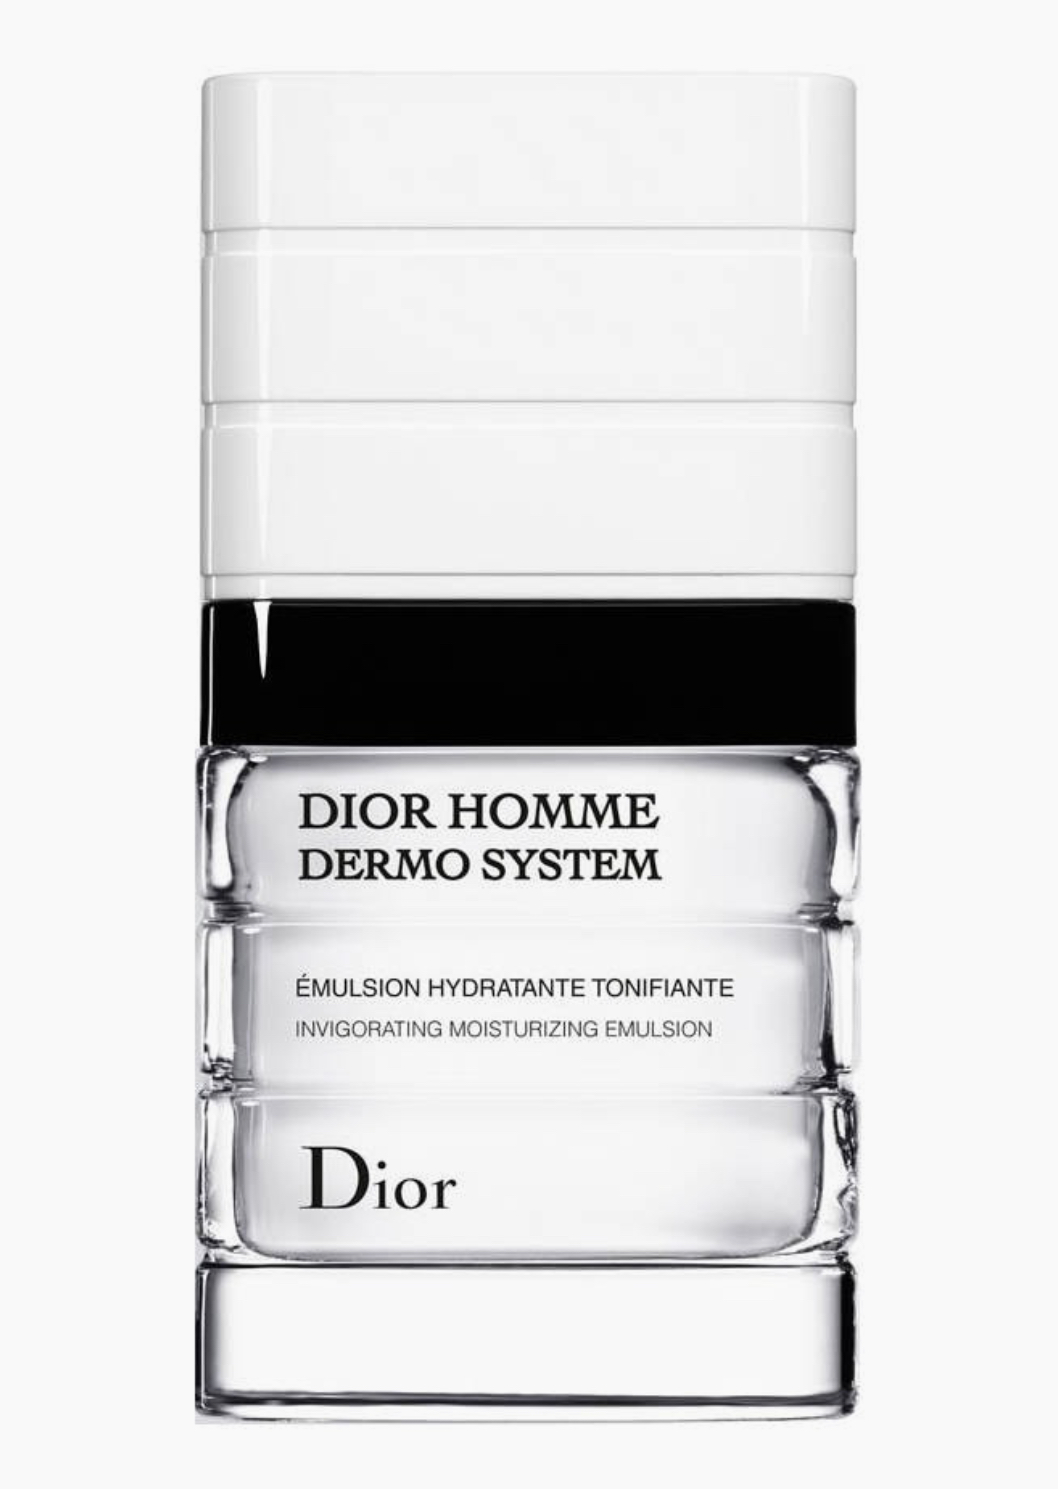 DIOR HOMME
DERMO SYSTEM
ÉMULSION HYDRATANTE TONIFIANTE
INVIGORATING MOISTURIZING EMULSION
Dior